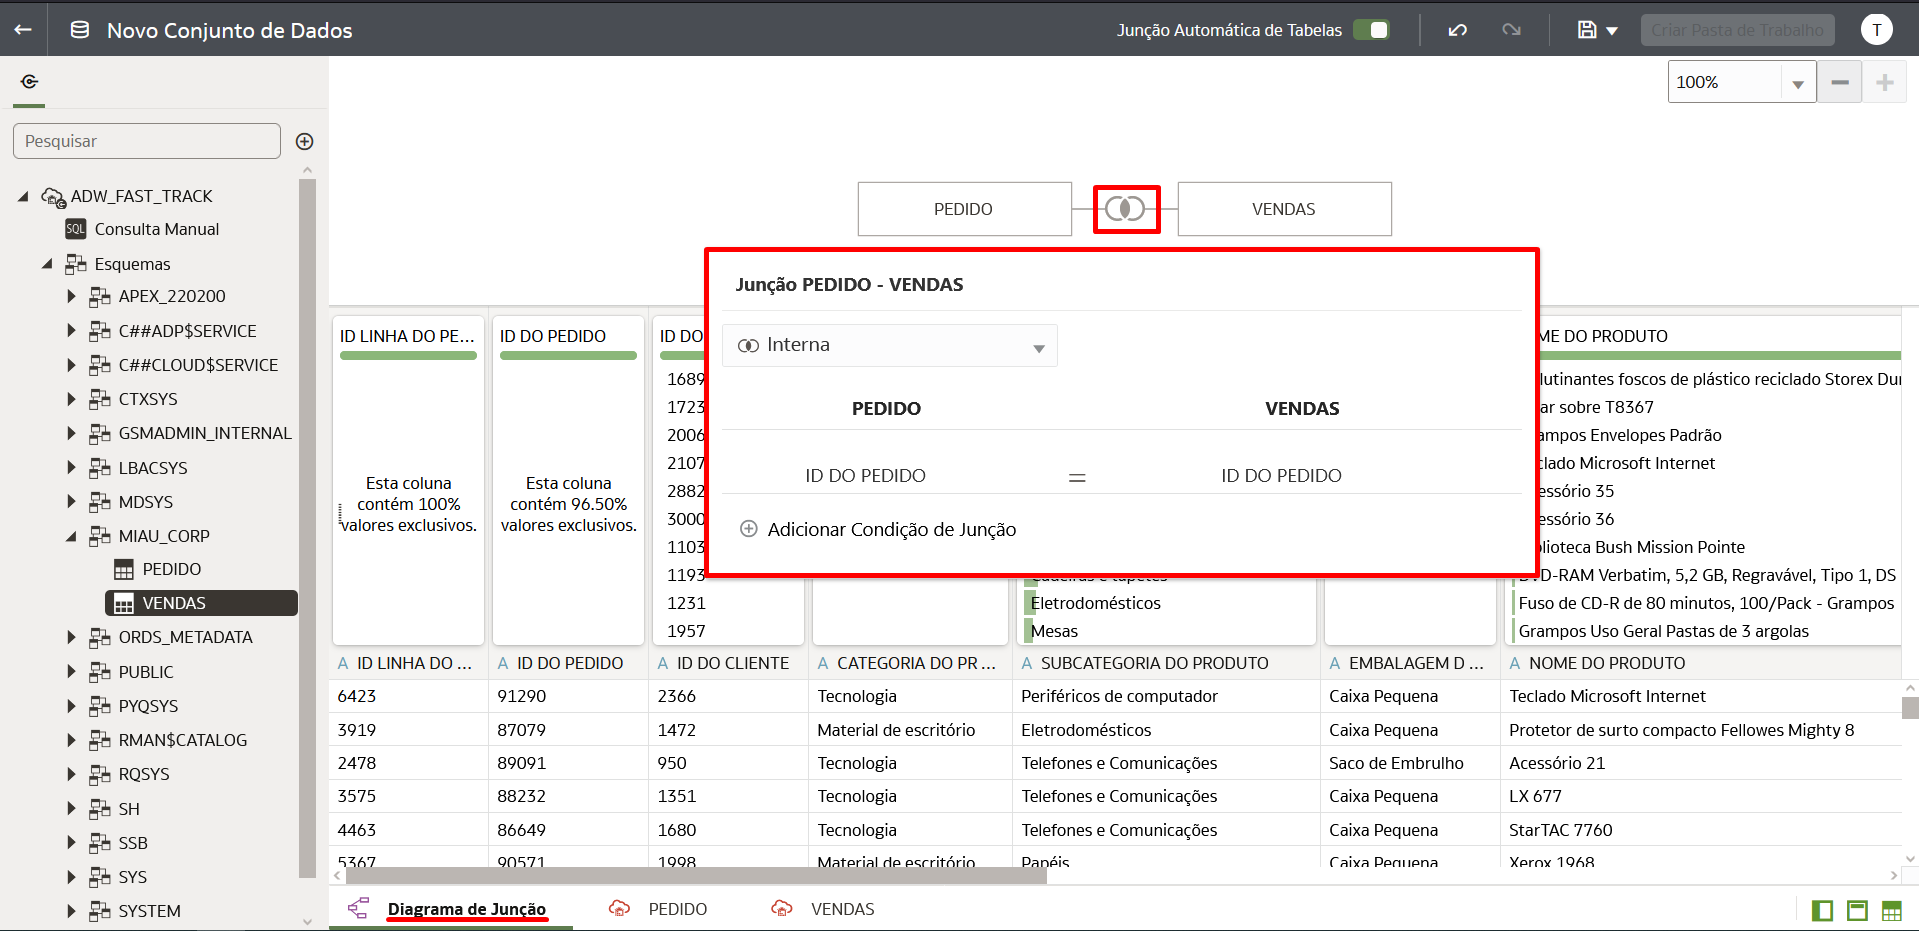 Novo Conjunto de Dados
Junção Automática de Tabelas
Criar Pasta de Trabalho
T
100%
Pesquisar
ADW_FAST_TRACK
SQL Consulta Manual
Esquemas
APEX_220200
C##ADP$SERVICE
C##CLOUD$SERVICE
CTXSYS
GSMADMIN_INTERNAL
LBACSYS
MDSYS
MIAU_CORP
PEDIDO
VENDAS
ORDS_METADATA
PUBLIC
PYQSYS
RMAN$CATALOG
RQSYS
SH
SSB
SYS
SYSTEM
PEDIDO
VENDAS
Junção PEDIDO - VENDAS
Interna
PEDIDO VENDAS
ID DO PEDIDO = ID DO PEDIDO
Adicionar Condição de Junção
ID LINHA DO PE...
Esta coluna
contém 100%
valores exclusivos.
ID DO PEDIDO
Esta coluna
contém 96.50%
valores exclusivos.
ID DO
1689
1723
2006
2107
2882
3000
1103
1193
1231
1957
Cadeiras e tapetes
Eletrodomésticos
Mesas
ME DO PRODUTO
lutinantes foscos de plástico reciclado Storex Dur
ar sobre T8367
ampos Envelopes Padrão
clado Microsoft Internet
essório 35
essório 36
blioteca Bush Mission Pointe
DVD-RAM Verbatim, 5,2 GB, Regravável, Tipo 1, DS
Fuso de CD-R de 80 minutos, 100/Pack - Grampos
Grampos Uso Geral Pastas de 3 argolas
A ID LINHA DO ... A ID DO PEDIDO A ID DO CLIENTE A CATEGORIA DO PR ... A SUBCATEGORIA DO PRODUTO A EMBALAGEM D ... A NOME DO PRODUTO
6423 91290 2366 Tecnologia Periféricos de computador Caixa Pequena Teclado Microsoft Internet
3919 87079 1472 Material de escritório Eletrodomésticos Caixa Pequena Protetor de surto compacto Fellowes Mighty 8
2478 89091 950 Tecnologia Telefones e Comunicações Saco de Embrulho Acessório 21
3575 88232 1351 Tecnologia Telefones e Comunicações Caixa Pequena LX 677
4463 86649 1680 Tecnologia Telefones e Comunicações Caixa Pequena StarTAC 7760
5367 90571 1998 Material de escritório Papéis Caixa Pequena Xerox 1968
Diagrama de Junção PEDIDO VENDAS